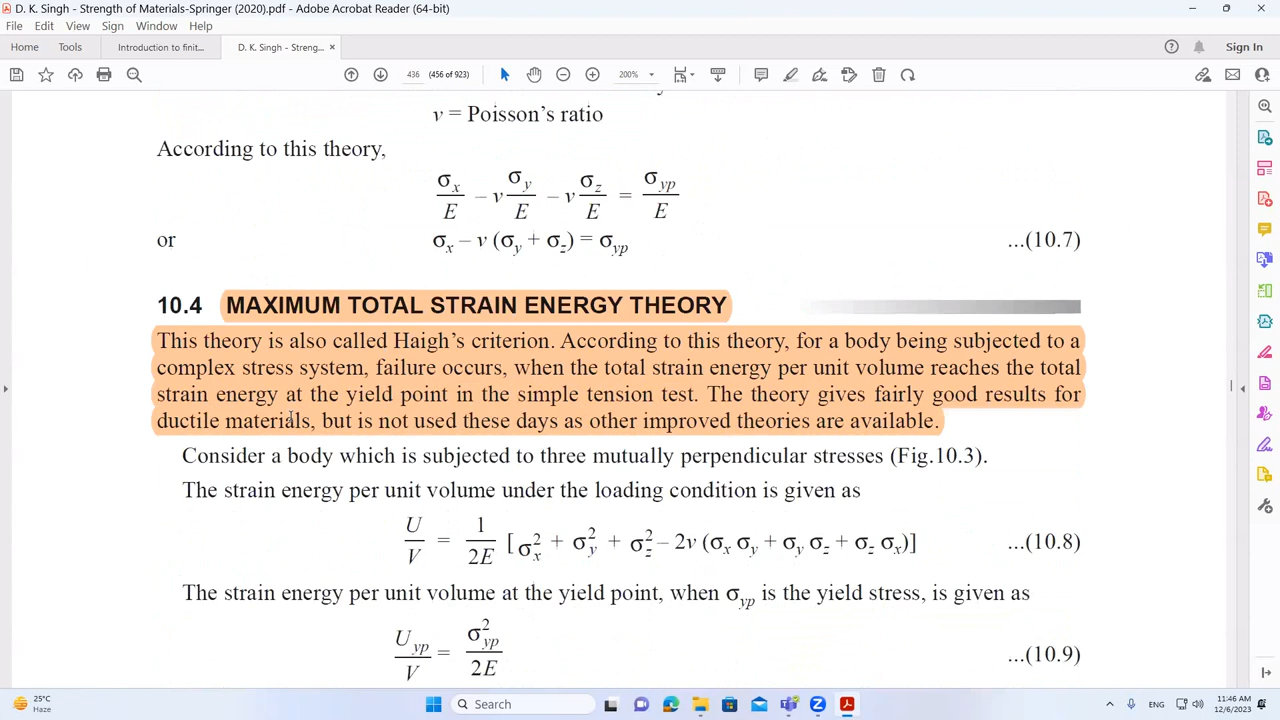 D. K. Singh - Strength of Materials-Springer (2020).pdf - Adobe Acrobat Reader (64-bit)
File Edit View Sign Window Help
Home Tools Introduction to finit... D. K. Singh - Streng... × Sign In
436 (456 of 923) 200%
v = Poisson's ratio
According to this theory,
σx/E – v σy/E – v σz/E = σyp/E
or σx – v (σy + σz) = σyp ...(10.7)
10.4 MAXIMUM TOTAL STRAIN ENERGY THEORY
This theory is also called Haigh's criterion. According to this theory, for a body being subjected to a
complex stress system, failure occurs, when the total strain energy per unit volume reaches the total
strain energy at the yield point in the simple tension test. The theory gives fairly good results for
ductile materials, but is not used these days as other improved theories are available.
Consider a body which is subjected to three mutually perpendicular stresses (Fig.10.3).
The strain energy per unit volume under the loading condition is given as
U/V = 1/2E [σx² + σy² + σz² – 2v (σx σy + σy σz + σz σx)] ...(10.8)
The strain energy per unit volume at the yield point, when σyp is the yield stress, is given as
Uyp/V = σyp²/2E ...(10.9)
25°C
Haze
Search
ENG
11:46 AM
12/6/2023